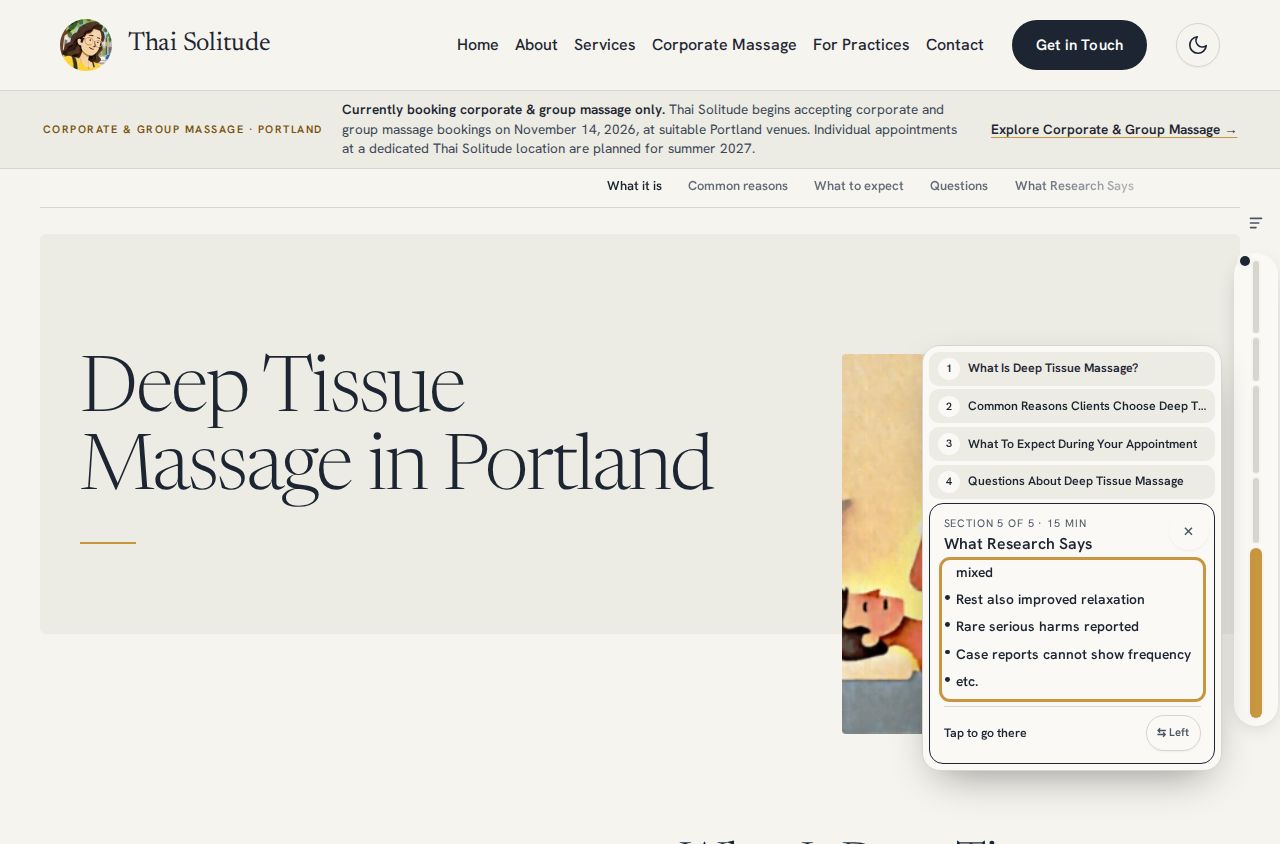 Thai Solitude
Home About Services Corporate Massage For Practices Contact Get in Touch
CORPORATE & GROUP MASSAGE · PORTLAND
Currently booking corporate & group massage only. Thai Solitude begins accepting corporate and
group massage bookings on November 14, 2026, at suitable Portland venues. Individual appointments
at a dedicated Thai Solitude location are planned for summer 2027.
Explore Corporate & Group Massage →
What it is Common reasons What to expect Questions What Research Says
Deep Tissue
Massage in Portland
1 What Is Deep Tissue Massage?
2 Common Reasons Clients Choose Deep T...
3 What To Expect During Your Appointment
4 Questions About Deep Tissue Massage
SECTION 5 OF 5 · 15 MIN
What Research Says
mixed
• Rest also improved relaxation
• Rare serious harms reported
• Case reports cannot show frequency
• etc.
Tap to go there
⇆ Left